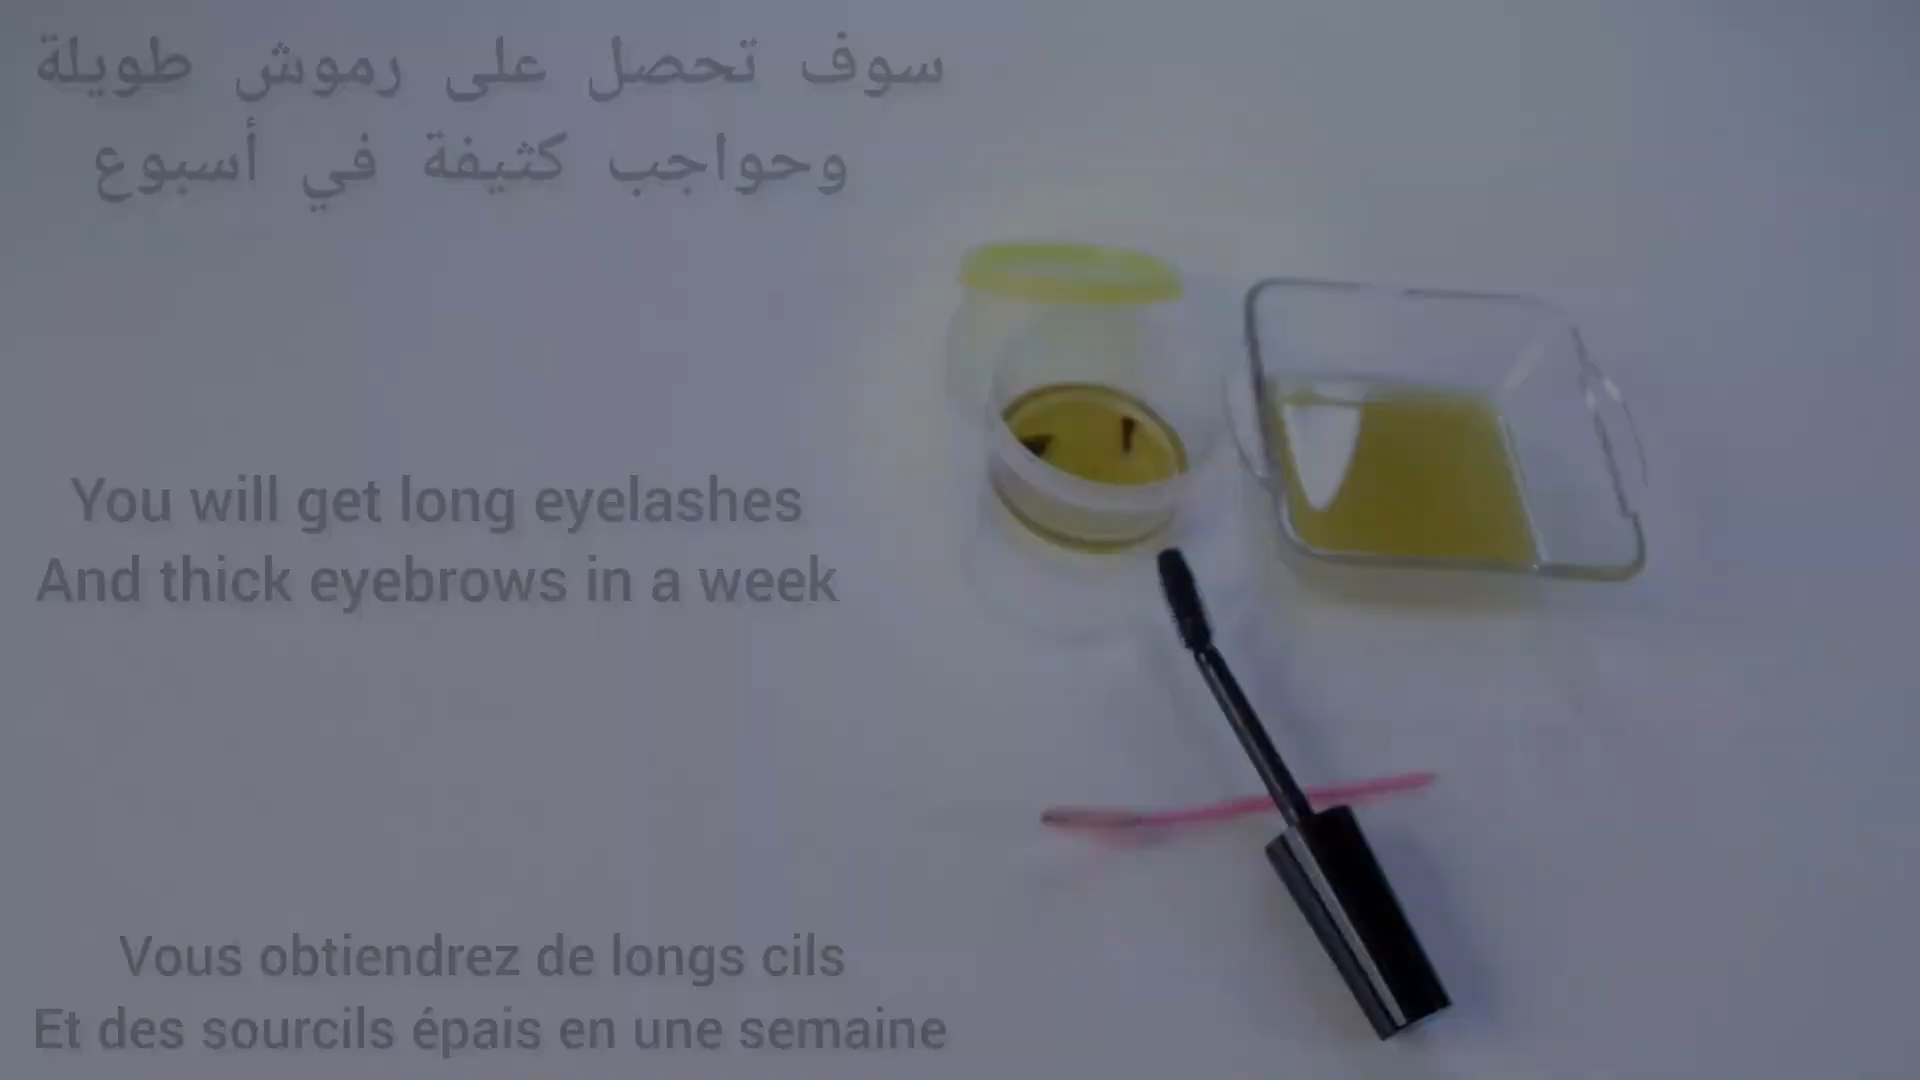 سوف تحصل على رموش طويلة
وحواجب كثيفة في أسبوع
You will get long eyelashes
And thick eyebrows in a week
Vous obtiendrez de longs cils
Et des sourcils épais en une semaine